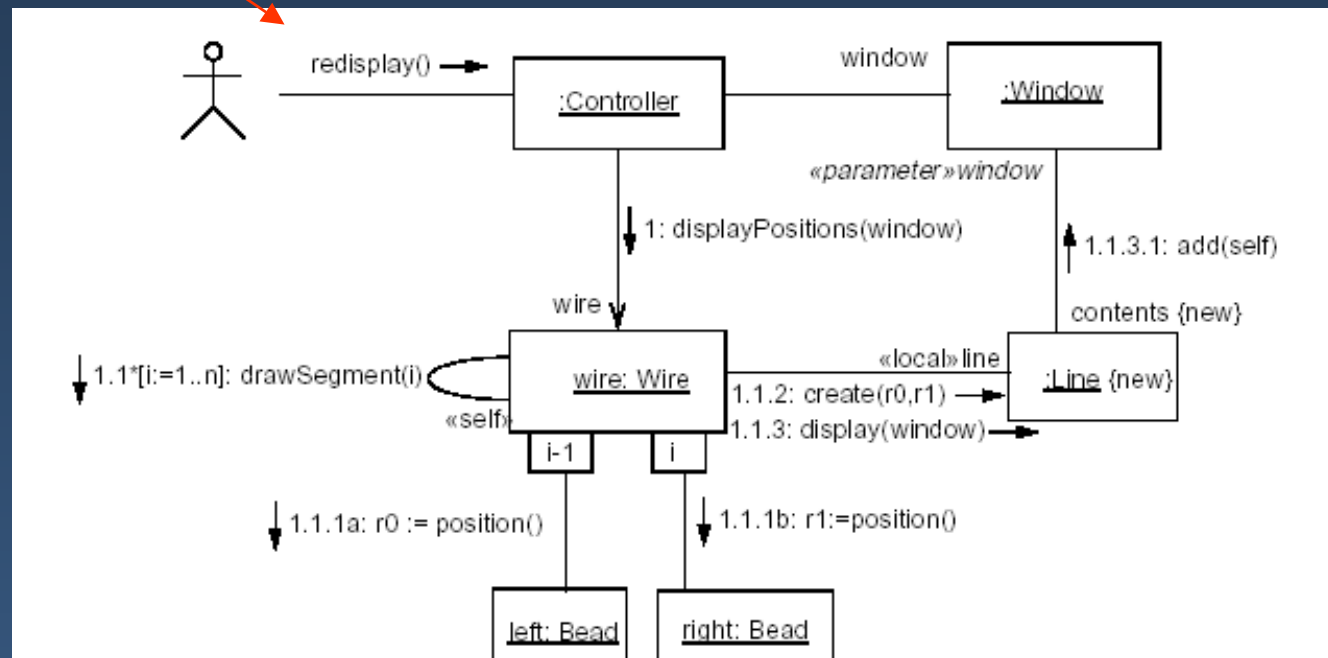 redisplay()
:Controller
window
:Window
«parameter»window
1: displayPositions(window)
1.1.3.1: add(self)
wire
contents {new}
1.1*[i:=1..n]: drawSegment(i)
wire: Wire
«local»line
:Line {new}
1.1.2: create(r0,r1)
«self»
1.1.3: display(window)
i-1
i
1.1.1a: r0 := position()
1.1.1b: r1:=position()
left: Bead
right: Bead